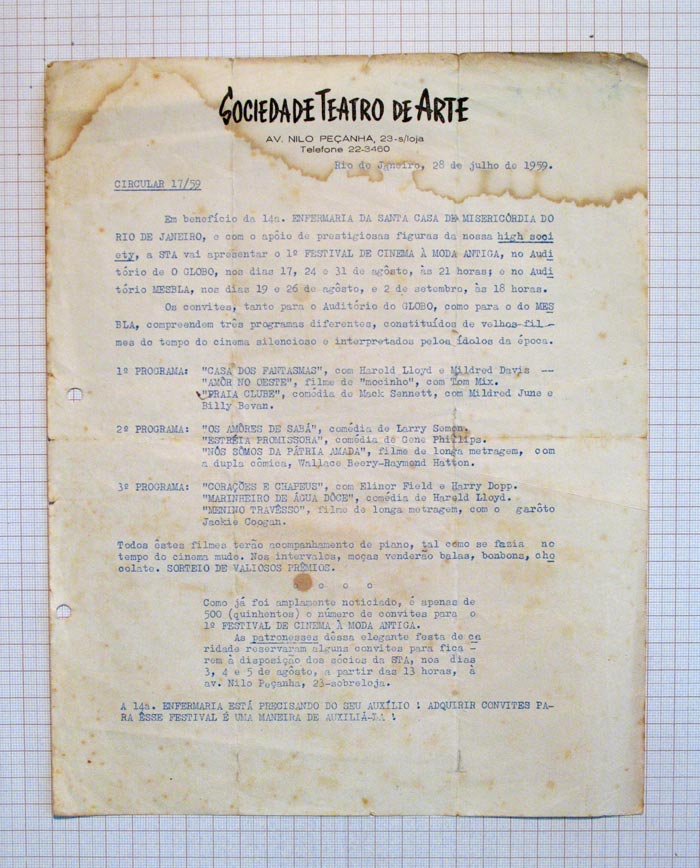 SOCIEDADE TEATRO DE ARTE
AV. NILO PEÇANHA, 23-s/loja
Telefone 22-3460
Rio de Janeiro, 28 de julho de 1959.
CIRCULAR 17/59
Em benefício da 14a. ENFERMARIA DA SANTA CASA DE MISERICÓRDIA DO
RIO DE JANEIRO, e com o apôio de prestigiosas figuras da nossa high soci
ety, a STA vai apresentar o 1º FESTIVAL DE CINEMA À MODA ANTIGA, no Audi
tório de O GLOBO, nos dias 17, 24 e 31 de agôsto, às 21 horas; e no Audi
tório MESBLA, nos dias 19 e 26 de agôsto, e 2 de setembro, às 18 horas.
Os convites, tanto para o Auditório do GLOBO, como para o do MES
BLA, compreendem três programas diferentes, constituídos de velhos fil-
mes do tempo do cinema silencioso e interpretados pelos ídolos da época.
1º PROGRAMA: "CASA DOS FANTASMAS", com Harold Lloyd e Mildred Davis --
"AMÔR NO OESTE", filme de "mocinho", com Tom Mix.
"PRAIA CLUBE", comédia de Mack Sennett, com Mildred June e
Billy Bevan.
2º PROGRAMA: "OS AMÔRES DE SABÁ", comédia de Larry Semon.
"ESTRÉIA PROMISSORA", comédia de Gene Phillips.
"NÓS SÔMOS DA PÁTRIA AMADA", filme de longa metragem, com
a dupla cômica, Wallace Beery-Raymond Hatton.
3º PROGRAMA: "CORAÇÕES E CHAPEUS", com Elinor Field e Harry Depp.
"MARINHEIRO DE ÁGUA DÔCE", comédia de Harold Lloyd.
"MENINO TRAVÊSSO", filme de longa metragem, com o garôto
Jackie Coogan.
Todos êstes filmes terão acompanhamento de piano, tal como se fazia no
tempo do cinema mudo. Nos intervalos, moças venderão balas, bonbons, cho
colate. SORTEIO DE VALIOSOS PRÊMIOS.
o o o o
Como já foi amplamente noticiado, é apenas de
500 (quinhentos) o número de convites para o
1º FESTIVAL DE CINEMA À MODA ANTIGA.
As patronesses dessa elegante festa de ca
ridade reservaram alguns convites para fica -
rem à disposição dos sócios da STA, nos dias
3, 4 e 5 de agôsto, a partir das 13 horas, à
av. Nilo Peçanha, 23-sobreloja.
A 14a. ENFERMARIA ESTÁ PRECISANDO DO SEU AUXÍLIO ! ADQUIRIR CONVITES PA-
RA ÊSSE FESTIVAL É UMA MANEIRA DE AUXILIÁ-LA !